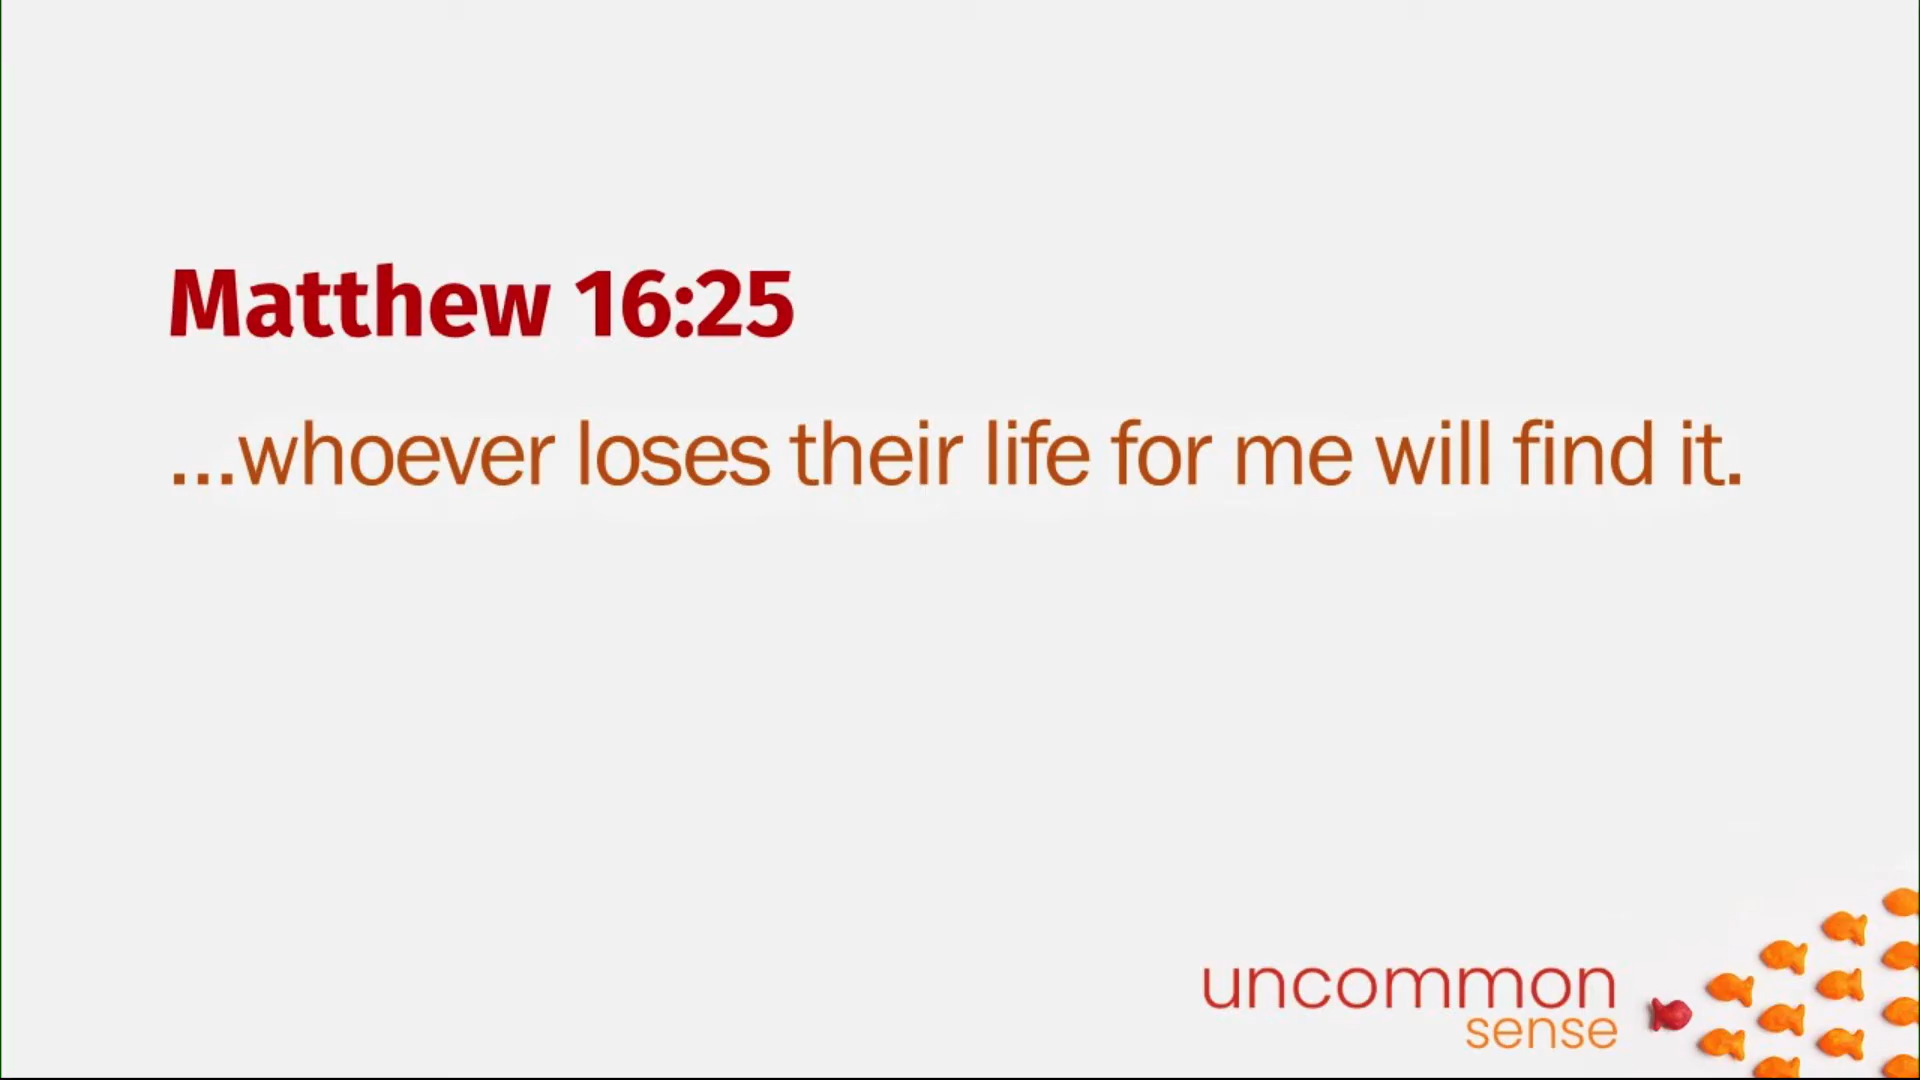 Matthew 16:25
...whoever loses their life for me will find it.
uncommon
sense